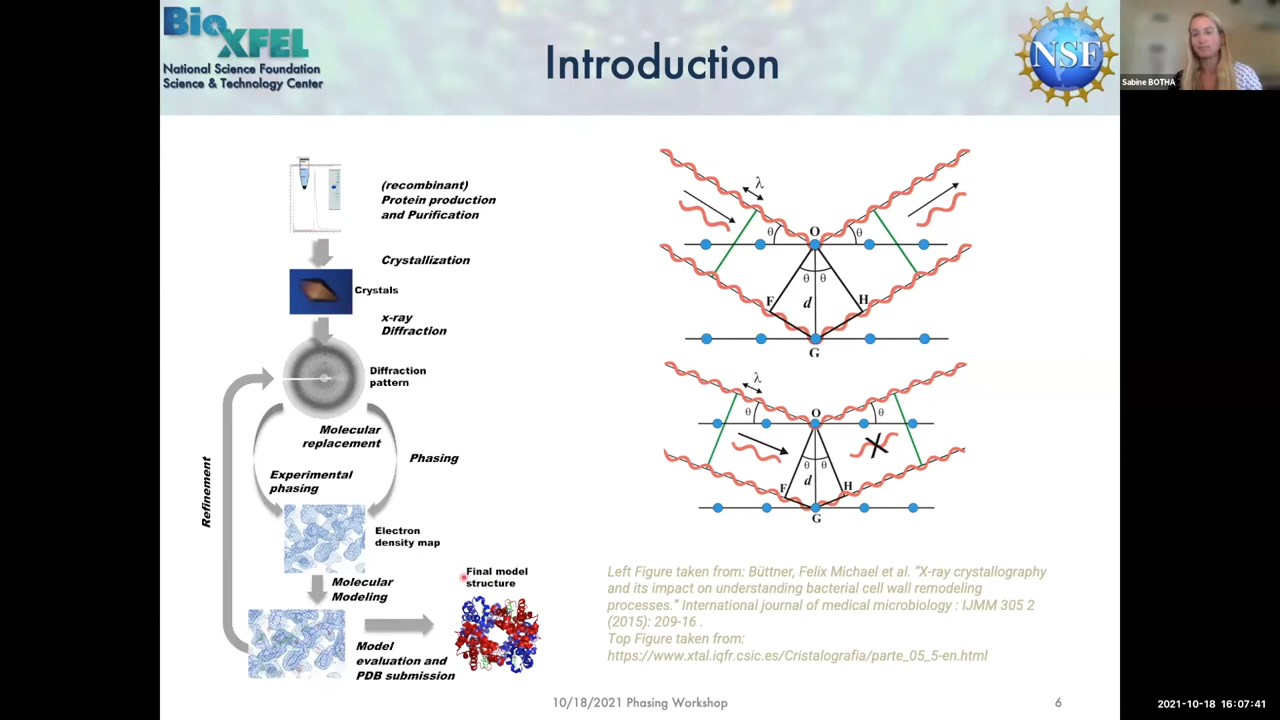 Bio
XFEL
National Science Foundation
Science & Technology Center
Introduction
NSF
Sabine BOTHA
(recombinant)
Protein production
and Purification
Crystallization
Crystals
x-ray
Diffraction
Diffraction
pattern
Molecular
replacement
Phasing
Experimental
phasing
Refinement
Electron
density map
Molecular
Modeling
Final model
structure
Model
evaluation and
PDB submission
λ
θ
O
θ
θ θ
F
d
H
G
λ
θ
O
θ
X
θ θ
F
d
H
G
Left Figure taken from: Büttner, Felix Michael et al. “X-ray crystallography
and its impact on understanding bacterial cell wall remodeling
processes.” International journal of medical microbiology : IJMM 305 2
(2015): 209-16 .
Top Figure taken from:
https://www.xtal.iqfr.csic.es/Cristalografia/parte_05_5-en.html
10/18/2021 Phasing Workshop
6
2021-10-18 16:07:41